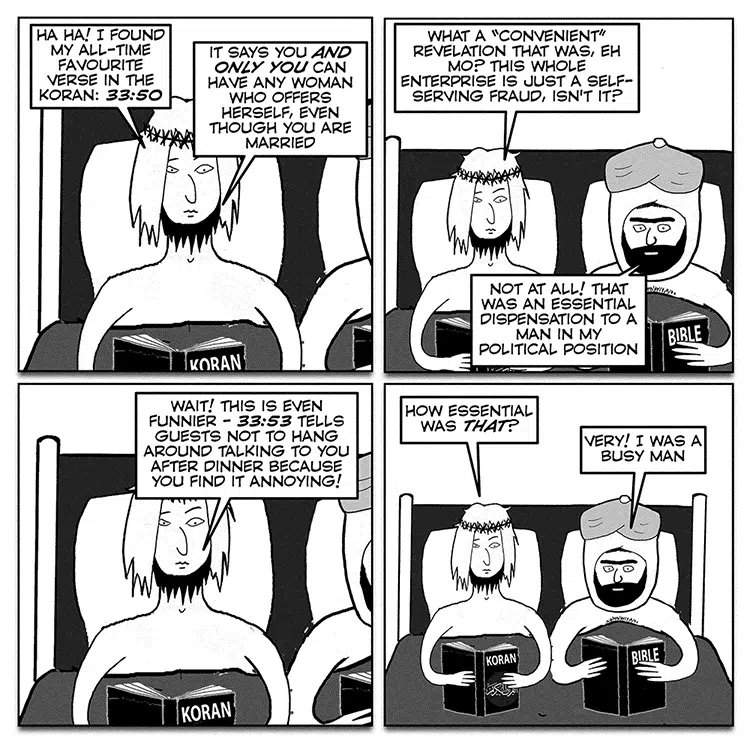 HA HA! I FOUND
MY ALL-TIME
FAVOURITE
VERSE IN THE
KORAN: 33:50
IT SAYS YOU AND
ONLY YOU CAN
HAVE ANY WOMAN
WHO OFFERS
HERSELF, EVEN
THOUGH YOU ARE
MARRIED
KORAN
WHAT A "CONVENIENT"
REVELATION THAT WAS, EH
MO? THIS WHOLE
ENTERPRISE IS JUST A SELF-
SERVING FRAUD, ISN'T IT?
NOT AT ALL! THAT
WAS AN ESSENTIAL
DISPENSATION TO A
MAN IN MY
POLITICAL POSITION
BIBLE
WAIT! THIS IS EVEN
FUNNIER - 33:53 TELLS
GUESTS NOT TO HANG
AROUND TALKING TO YOU
AFTER DINNER BECAUSE
YOU FIND IT ANNOYING!
KORAN
HOW ESSENTIAL
WAS THAT?
VERY! I WAS A
BUSY MAN
KORAN
BIBLE